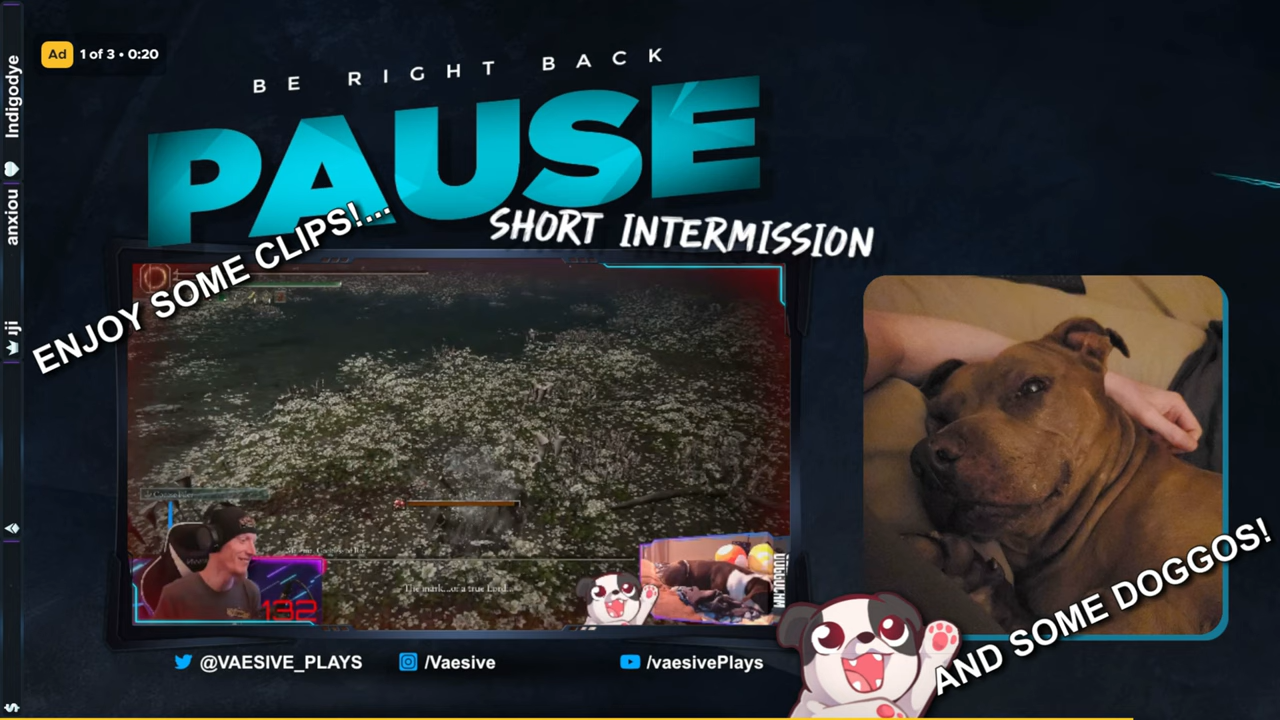 Ad 1 of 3 • 0:20
BE RIGHT BACK
PAUSE
SHORT INTERMISSION
ENJOY SOME CLIPS!...
Indigodye
anxiou
iji
132
The mark...of a true Lord...
@VAESIVE_PLAYS
/Vaesive
/vaesivePlays
AND SOME DOGGOS!
$